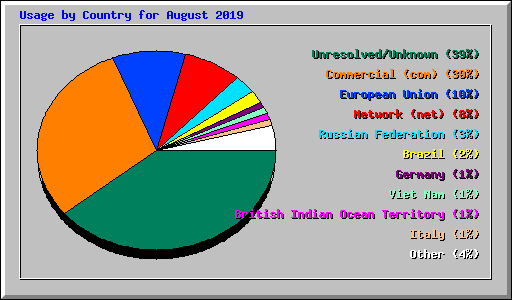 Usage by Country for August 2019
Unresolved/Unknown (39%)
Commercial (com) (30%)
European Union (10%)
Network (net) (8%)
Russian Federation (3%)
Brazil (2%)
Germany (1%)
Viet Nam (1%)
British Indian Ocean Territory (1%)
Italy (1%)
Other (4%)